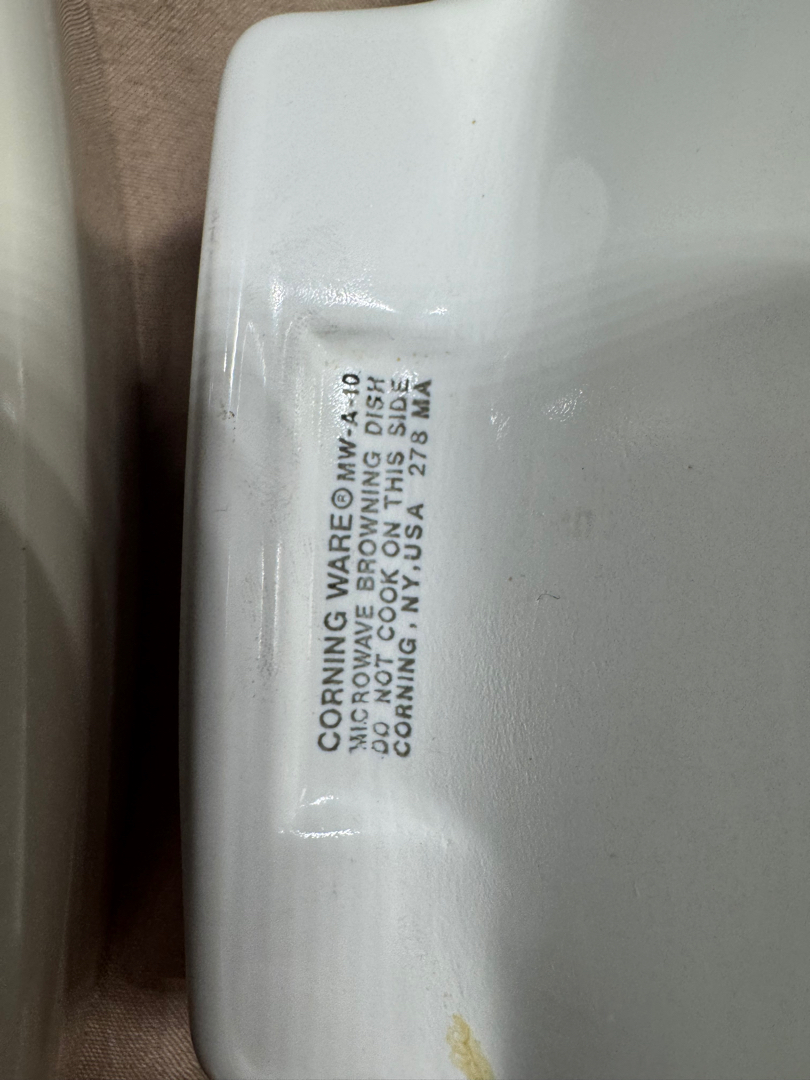 CORNING WARE® MW-A-10
MICROWAVE BROWNING DISH
DO NOT COOK ON THIS SIDE
CORNING, NY, USA 278 MA